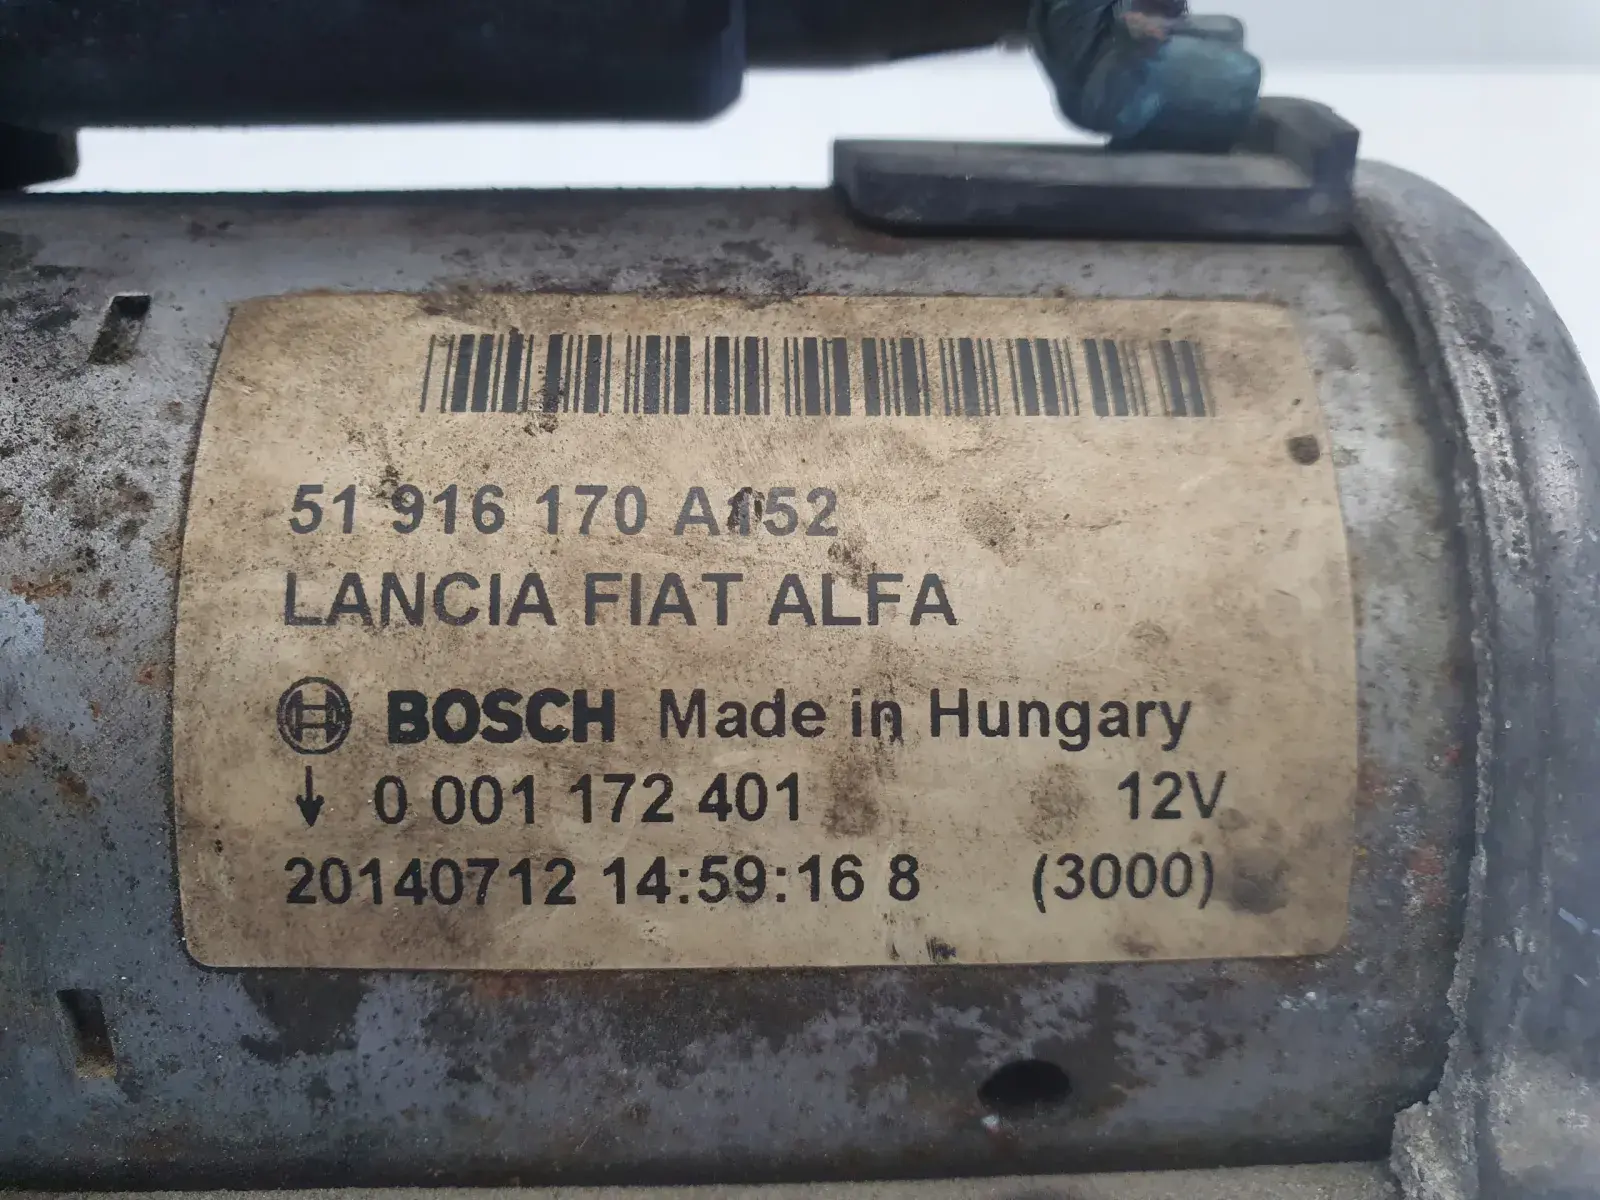 51 916 170 A152
LANCIA FIAT ALFA
BOSCH Made in Hungary
↓ 0 001 172 401 12V
20140712 14:59:16 8 (3000)